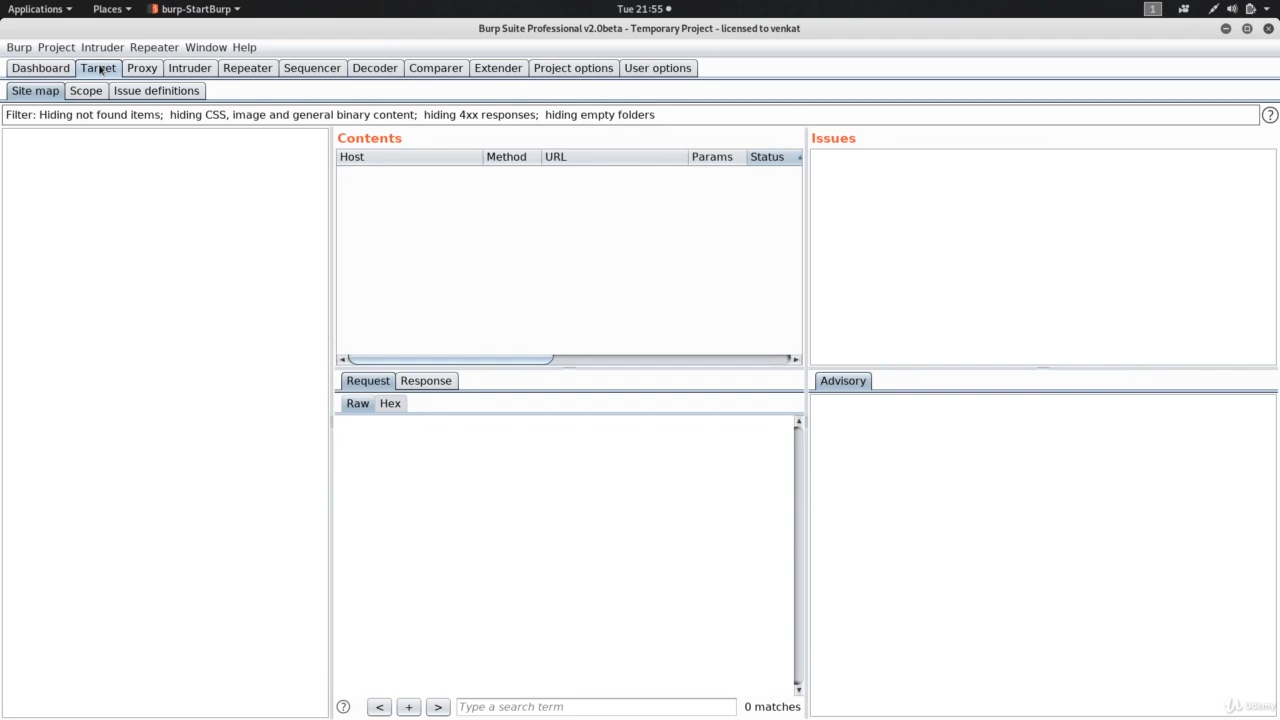 Applications Places burp-StartBurp Tue 21:55 1
Burp Suite Professional v2.0beta - Temporary Project - licensed to venkat
Burp Project Intruder Repeater Window Help
Dashboard Target Proxy Intruder Repeater Sequencer Decoder Comparer Extender Project options User options
Site map Scope Issue definitions
Filter: Hiding not found items; hiding CSS, image and general binary content; hiding 4xx responses; hiding empty folders ?
Contents
Issues
Host Method URL Params Status
Request Response
Advisory
Raw Hex
? < + > Type a search term 0 matches
Udemy